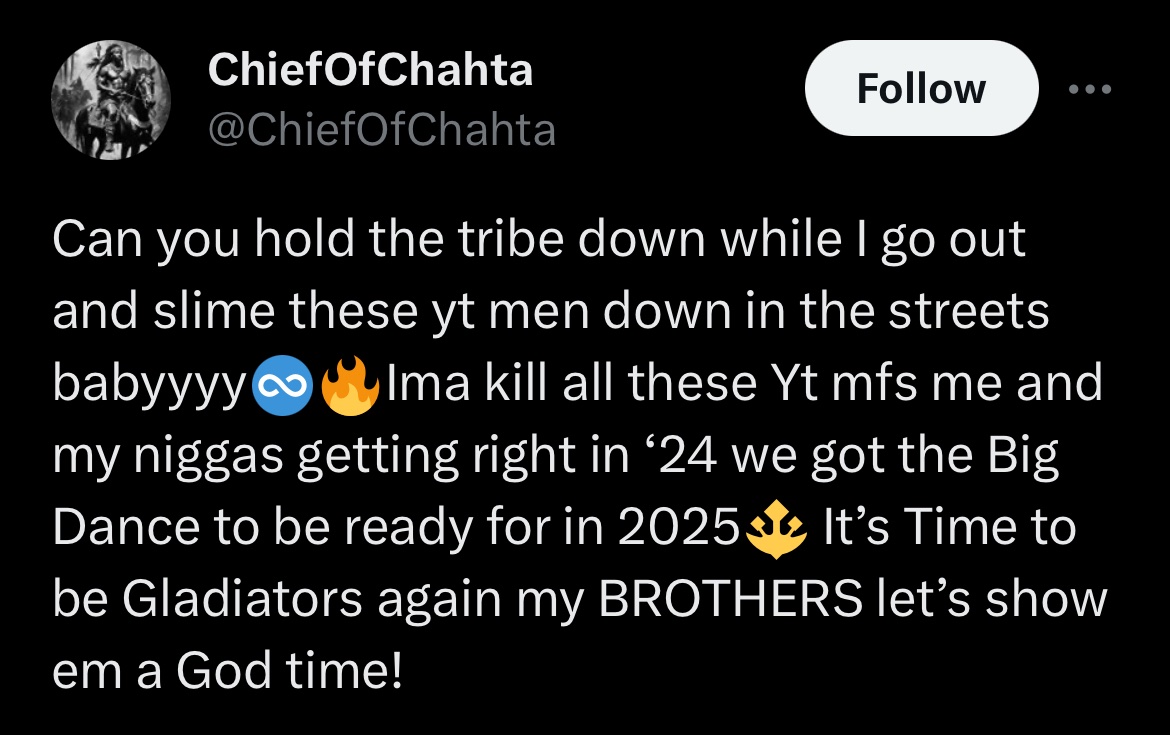 ChiefOfChahta
@ChiefOfChahta
Follow
Can you hold the tribe down while I go out
and slime these yt men down in the streets
babyyyy♾️🔥Ima kill all these Yt mfs me and
my niggas getting right in ‘24 we got the Big
Dance to be ready for in 2025🔱 It’s Time to
be Gladiators again my BROTHERS let’s show
em a God time!